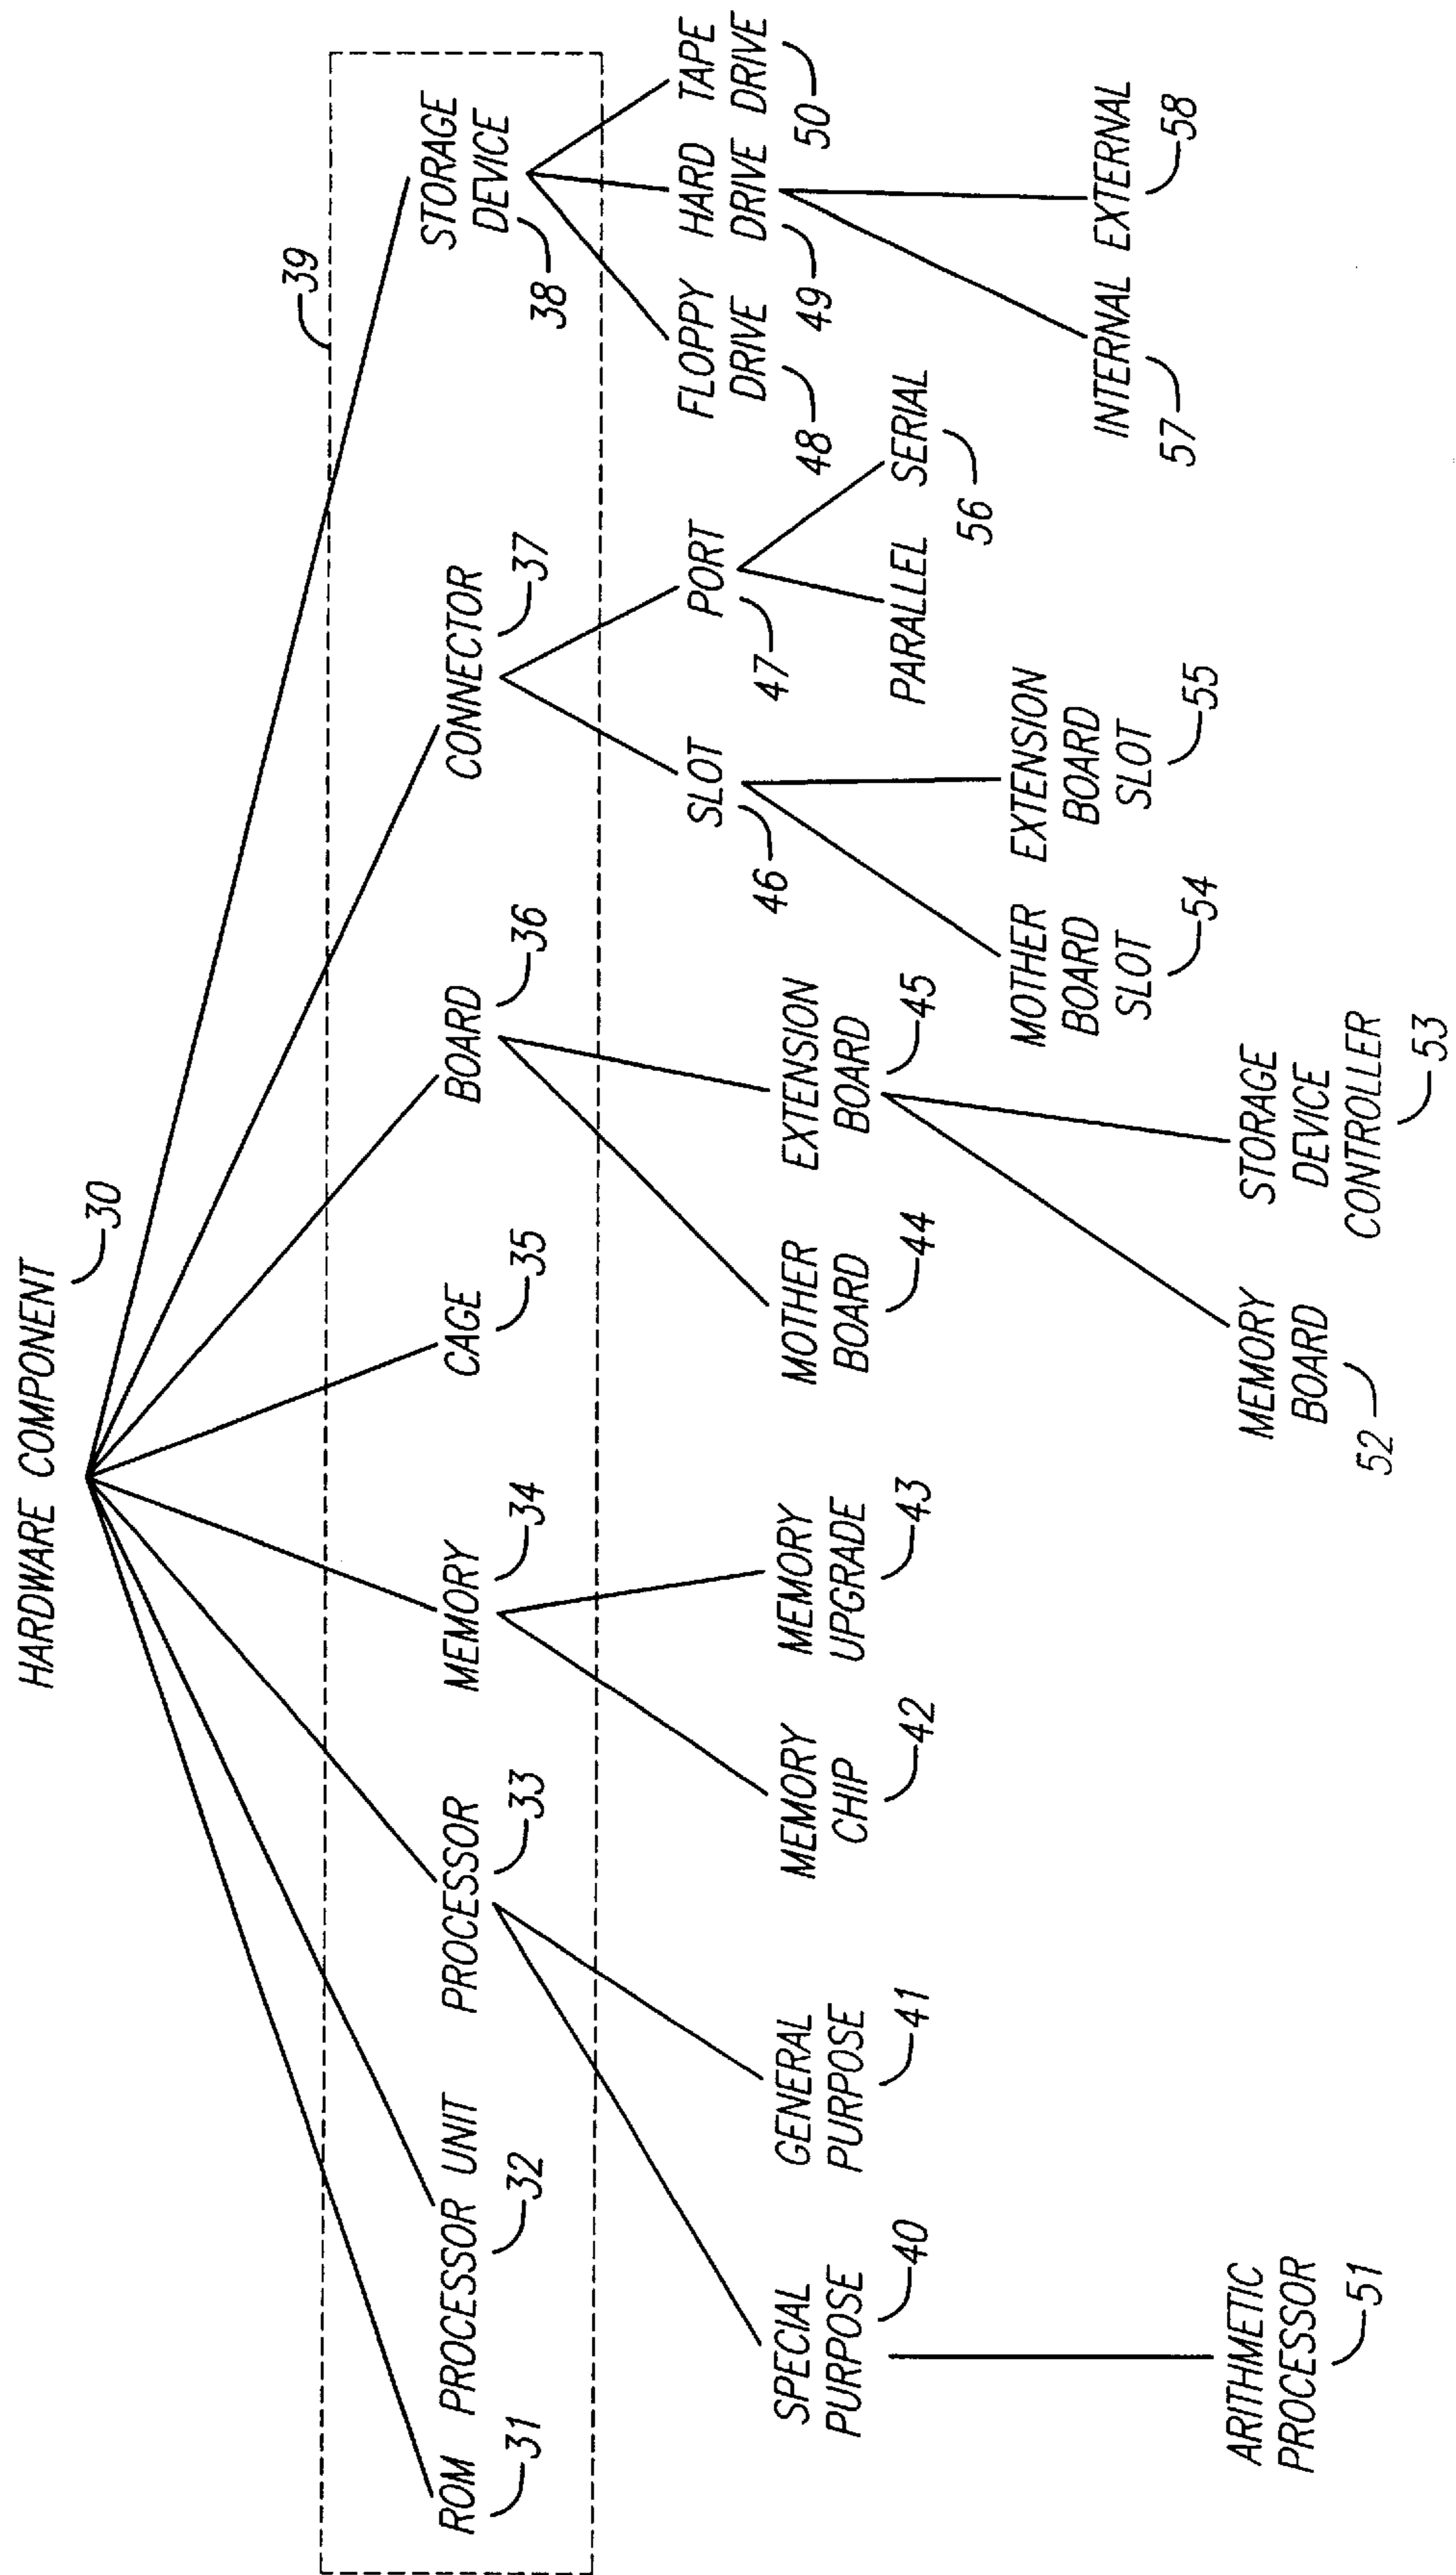 HARDWARE COMPONENT
30
39
ROM
31
PROCESSOR UNIT
32
PROCESSOR
33
MEMORY
34
CAGE
35
BOARD
36
CONNECTOR
37
STORAGE
DEVICE
38
SPECIAL
PURPOSE
40
GENERAL
PURPOSE
41
MEMORY
CHIP
42
MEMORY
UPGRADE
43
MOTHER
BOARD
44
EXTENSION
BOARD
45
SLOT
46
PORT
47
FLOPPY
DRIVE
48
HARD
DRIVE
49
TAPE
DRIVE
50
ARITHMETIC
PROCESSOR
51
MEMORY
BOARD
52
STORAGE
DEVICE
CONTROLLER
53
MOTHER
BOARD
SLOT
54
EXTENSION
BOARD
SLOT
55
PARALLEL
SERIAL
56
INTERNAL
57
EXTERNAL
58